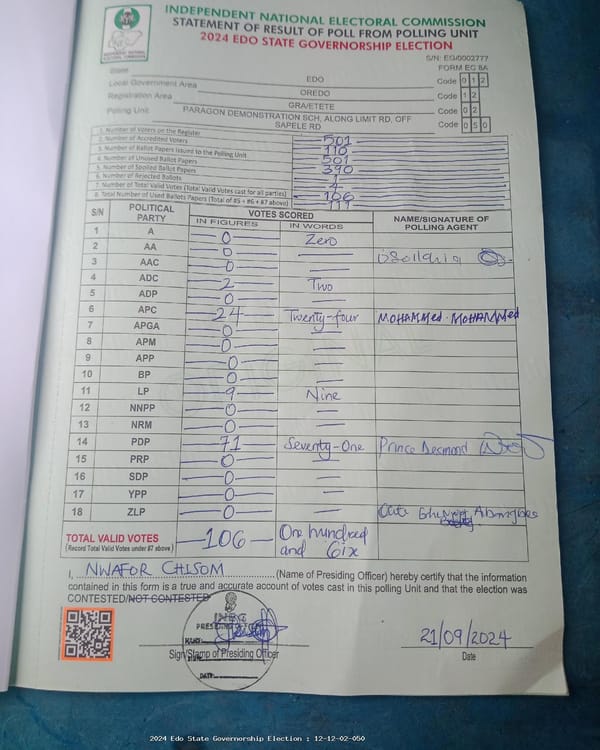 INDEPENDENT NATIONAL ELECTORAL COMMISSION
STATEMENT OF RESULT OF POLL FROM POLLING UNIT
2024 EDO STATE GOVERNORSHIP ELECTION
S/N: EG/0002777
FORM EC 8A
State EDO Code 0 1 2
Local Government Area OREDO Code 1 2
Registration Area GRA/ETETE Code 0 2
Polling Unit PARAGON DEMONSTRATION SCH, ALONG LIMIT RD, OFF SAPELE RD Code 0 5 0
1. Number of Voters on the Register 501
2. Number of Accredited Voters 110
3. Number of Ballot Papers Issued to the Polling Unit 501
4. Number of Unused Ballot Papers 390
5. Number of Spoiled Ballot Papers 1
6. Number of Rejected Ballots 4
7. Number of Total Valid Votes (Total Valid Votes cast for all parties) 106
8. Total Number of Used Ballots Papers (Total of #5 + #6 + #7 above) 111
S/N POLITICAL PARTY VOTES SCORED NAME/SIGNATURE OF POLLING AGENT
IN FIGURES IN WORDS
1 A 0 Zero
2 AA 0
3 AAC 0
4 ADC 2 Two
5 ADP 0
6 APC 24 Twenty-four MOHAMMed. MOHAMMed
7 APGA 0
8 APM 0
9 APP 0
10 BP 0
11 LP 9 Nine
12 NNPP 0
13 NRM 0
14 PDP 71 Seventy-One Prince Desmond
15 PRP 0
16 SDP 0
17 YPP 0
18 ZLP 0
TOTAL VALID VOTES 106 One hundred
(Record Total Valid Votes under #7 above) and Six
I, NWAFOR CHISOM (Name of Presiding Officer) hereby certify that the information
contained in this form is a true and accurate account of votes cast in this polling Unit and that the election was
CONTESTED/NOT CONTESTED
INEC
21/09/2024
Sign/Stamp of Presiding Officer
Date
DATE:
2024 Edo State Governorship Election : 12-12-02-050